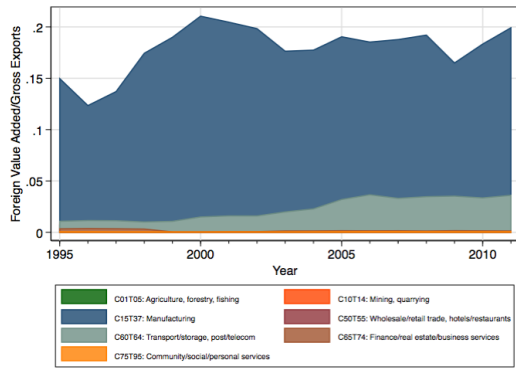 Foreign Value Added/Gross Exports
.2
.15
.1
.05
0
1995
2000
2005
2010
Year
C01T05: Agriculture, forestry, fishing
C10T14: Mining, quarrying
C15T37: Manufacturing
C50T55: Wholesale/retail trade, hotels/restaurants
C60T64: Transport/storage, post/telecom
C65T74: Finance/real estate/business services
C75T95: Community/social/personal services